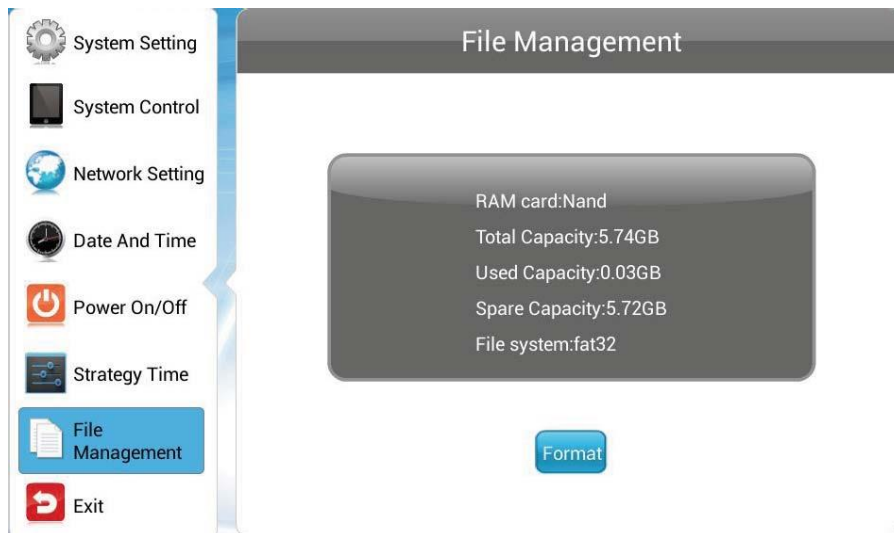 System Setting
System Control
Network Setting
Date And Time
Power On/Off
Strategy Time
File
Management
Exit
File Management
RAM card:Nand
Total Capacity:5.74GB
Used Capacity:0.03GB
Spare Capacity:5.72GB
File system:fat32
Format